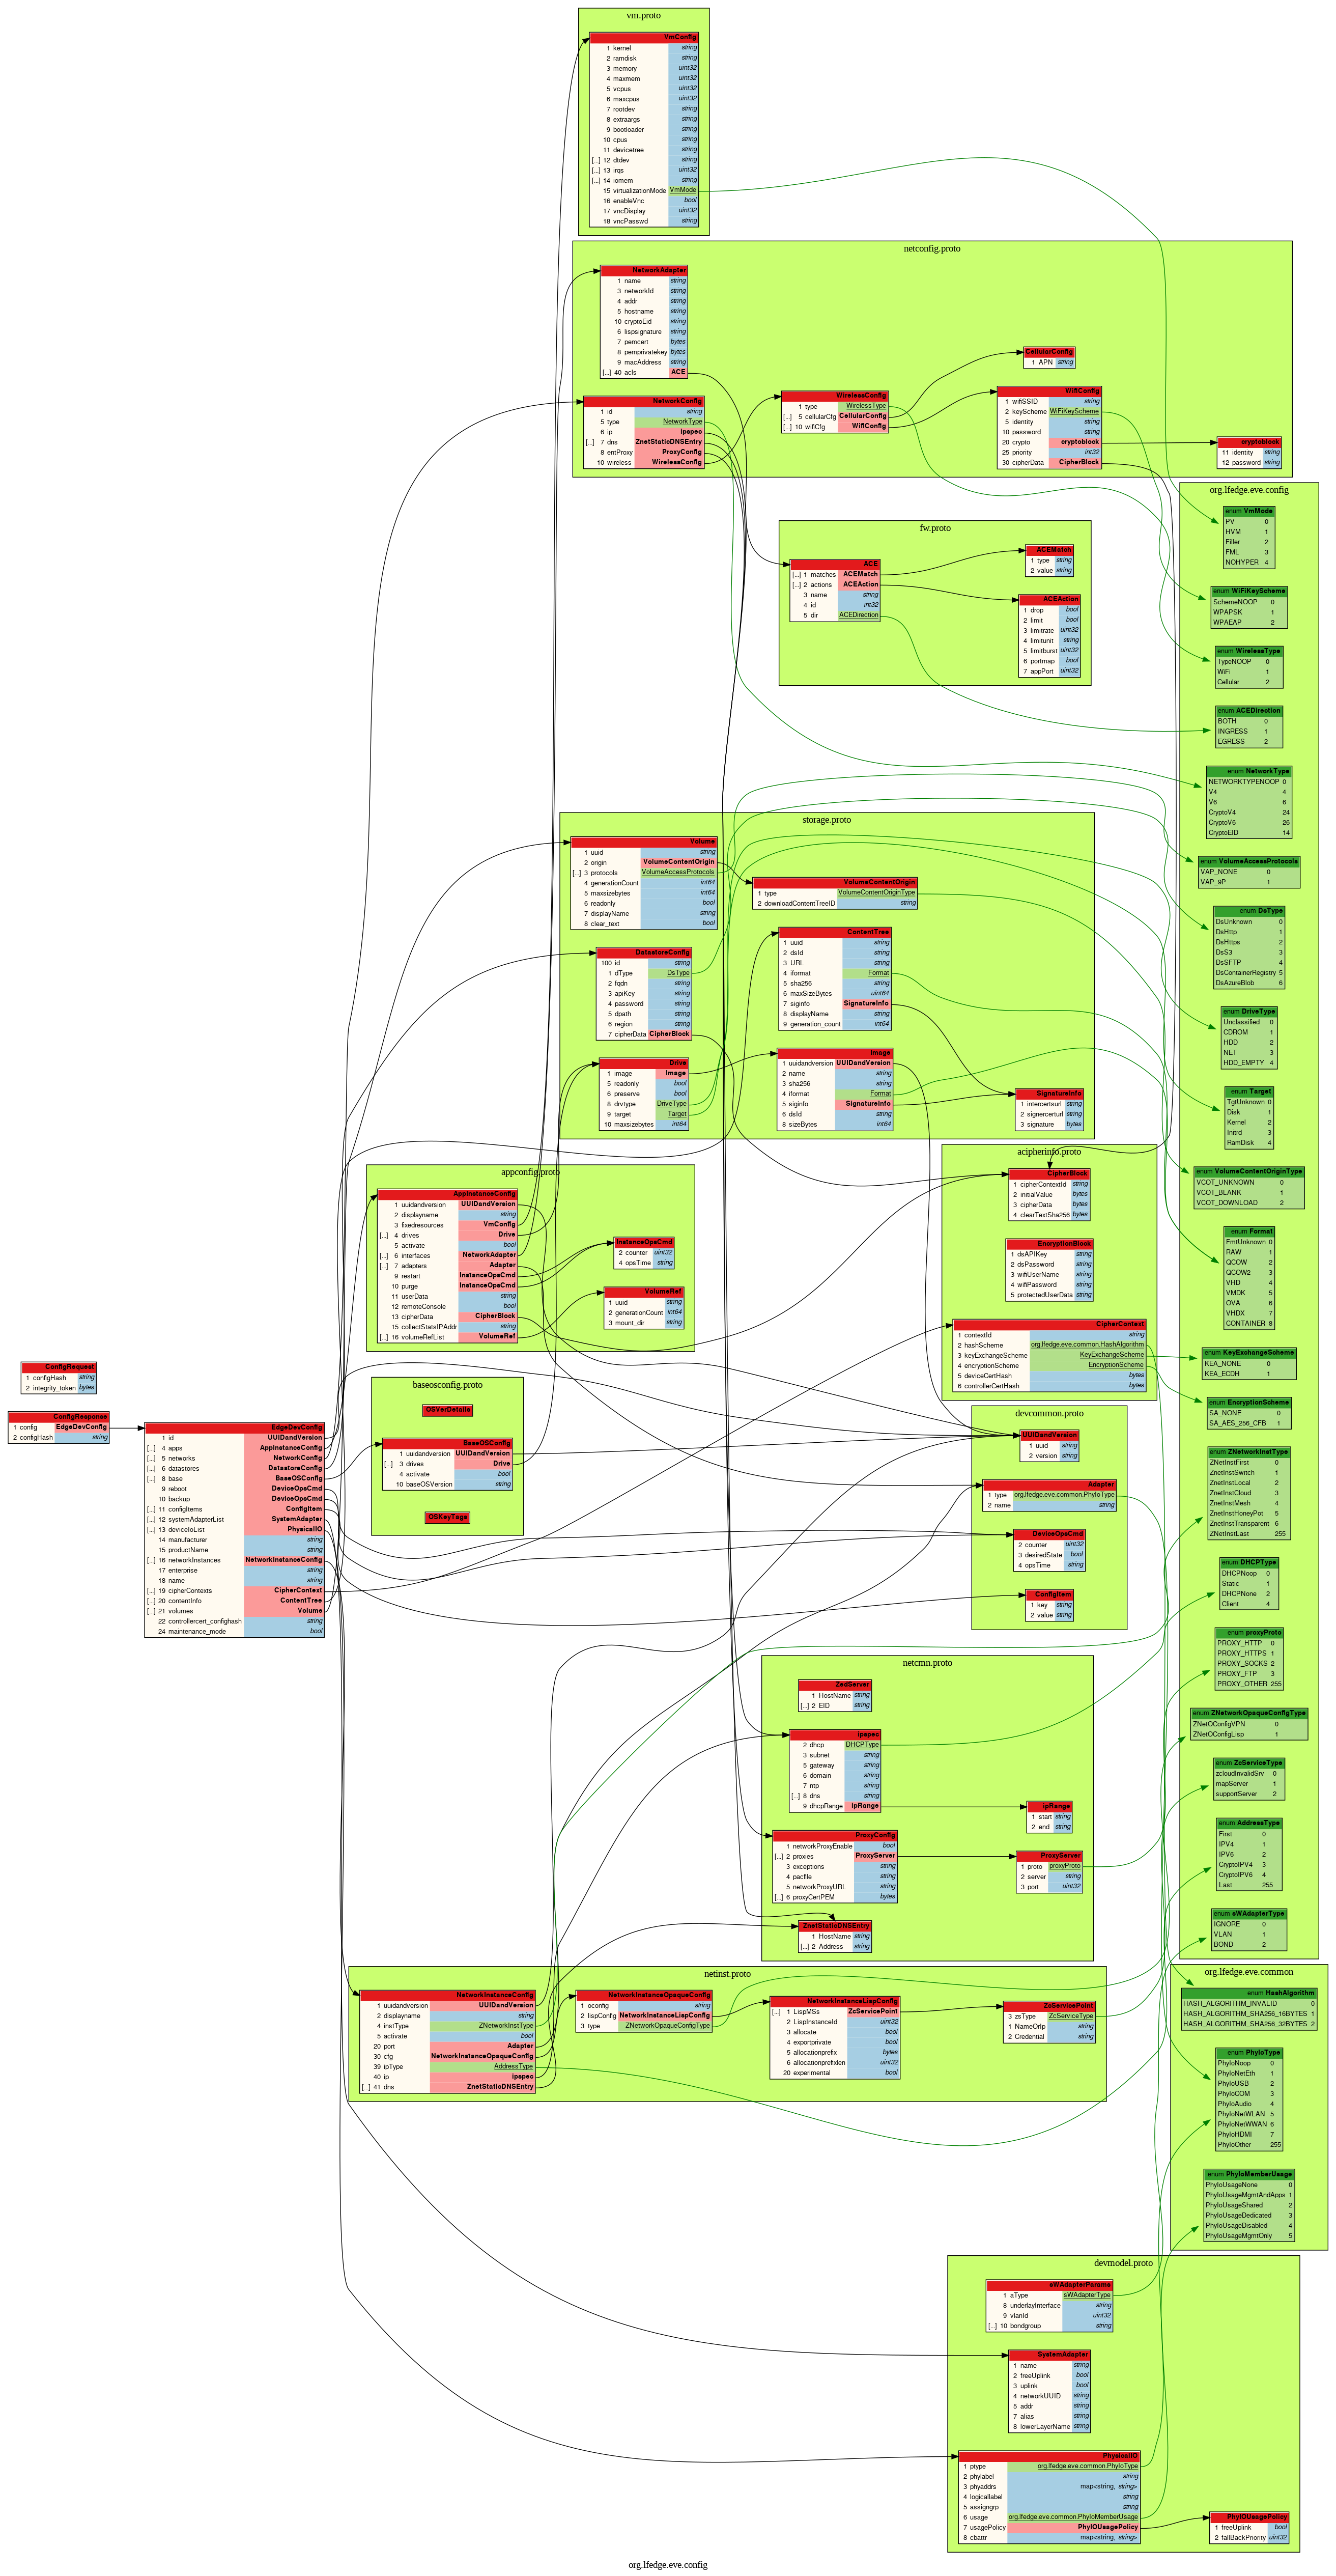 vm.proto
VmConfig
1 kernel string
2 ramdisk string
3 memory uint32
4 maxmem uint32
5 vcpus uint32
6 maxcpus uint32
7 rootdev string
8 extraargs string
9 bootloader string
10 cpus string
11 devicetree string
[...] 12 dtdev string
[...] 13 irqs uint32
[...] 14 iomem string
15 virtualizationMode VmMode
16 enableVnc bool
17 vncDisplay uint32
18 vncPasswd string
netconfig.proto
NetworkAdapter
1 name string
3 networkId string
4 addr string
5 hostname string
10 cryptoEid string
6 lispsignature string
7 pemcert bytes
8 pemprivatekey bytes
9 macAddress string
[...] 40 acls ACE
NetworkConfig
1 id string
5 type NetworkType
6 ip ipspec
[...] 7 dns ZnetStaticDNSEntry
8 entProxy ProxyConfig
10 wireless WirelessConfig
WirelessConfig
1 type WirelessType
[...] 5 cellularCfg CellularConfig
[...] 10 wifiCfg WifiConfig
CellularConfig
1 APN string
WifiConfig
1 wifiSSID string
2 keyScheme WiFiKeyScheme
5 identity string
10 password string
20 crypto cryptoblock
25 priority int32
30 cipherData CipherBlock
cryptoblock
11 identity string
12 password string
fw.proto
ACE
[...] 1 matches ACEMatch
[...] 2 actions ACEAction
3 name string
4 id int32
5 dir ACEDirection
ACEMatch
1 type string
2 value string
ACEAction
1 drop bool
2 limit bool
3 limitrate uint32
4 limitunit string
5 limitburst uint32
6 portmap bool
7 appPort uint32
storage.proto
Volume
1 uuid string
2 origin VolumeContentOrigin
[...] 3 protocols VolumeAccessProtocols
4 generationCount int64
5 maxsizebytes int64
6 readonly bool
7 displayName string
8 clear_text bool
VolumeContentOrigin
1 type VolumeContentOriginType
2 downloadContentTreeID string
DatastoreConfig
100 id string
1 dType DsType
2 fqdn string
3 apiKey string
4 password string
5 dpath string
6 region string
7 cipherData CipherBlock
ContentTree
1 uuid string
2 dsId string
3 URL string
4 iformat Format
5 sha256 string
6 maxSizeBytes uint64
7 siginfo SignatureInfo
8 displayName string
9 generation_count int64
Drive
1 image Image
5 readonly bool
6 preserve bool
8 drvtype DriveType
9 target Target
10 maxsizebytes int64
Image
1 uuidandversion UUIDandVersion
2 name string
3 sha256 string
4 iformat Format
5 siginfo SignatureInfo
6 dsId string
8 sizeBytes int64
SignatureInfo
1 intercertsurl string
2 signercerturl string
3 signature bytes
acipherinfo.proto
CipherBlock
1 cipherContextId string
2 initialValue bytes
3 cipherData bytes
4 clearTextSha256 bytes
EncryptionBlock
1 dsAPIKey string
2 dsPassword string
3 wifiUserName string
4 wifiPassword string
5 protectedUserData string
CipherContext
1 contextId string
2 hashScheme org.lfedge.eve.common.HashAlgorithm
3 keyExchangeScheme KeyExchangeScheme
4 encryptionScheme EncryptionScheme
5 deviceCertHash bytes
6 controllerCertHash bytes
appconfig.proto
AppInstanceConfig
1 uuidandversion UUIDandVersion
2 displayname string
3 fixedresources VmConfig
[...] 4 drives Drive
5 activate bool
[...] 6 interfaces NetworkAdapter
[...] 7 adapters Adapter
9 restart InstanceOpsCmd
10 purge InstanceOpsCmd
11 userData string
12 remoteConsole bool
13 cipherData CipherBlock
15 collectStatsIPAddr string
[...] 16 volumeRefList VolumeRef
InstanceOpsCmd
2 counter uint32
4 opsTime string
VolumeRef
1 uuid string
2 generationCount int64
3 mount_dir string
baseosconfig.proto
OSVerDetails
BaseOSConfig
1 uuidandversion UUIDandVersion
[...] 3 drives Drive
4 activate bool
10 baseOSVersion string
OSKeyTags
ConfigRequest
1 configHash string
2 integrity_token bytes
ConfigResponse
1 config EdgeDevConfig
2 configHash string
EdgeDevConfig
1 id UUIDandVersion
[...] 4 apps AppInstanceConfig
[...] 5 networks NetworkConfig
[...] 6 datastores DatastoreConfig
[...] 8 base BaseOSConfig
9 reboot DeviceOpsCmd
10 backup DeviceOpsCmd
[...] 11 configItems ConfigItem
[...] 12 systemAdapterList SystemAdapter
[...] 13 deviceIoList PhysicalIO
14 manufacturer string
15 productName string
[...] 16 networkInstances NetworkInstanceConfig
17 enterprise string
18 name string
[...] 19 cipherContexts CipherContext
[...] 20 contentInfo ContentTree
[...] 21 volumes Volume
22 controllercert_confighash string
24 maintenance_mode bool
devcommon.proto
UUIDandVersion
1 uuid string
2 version string
Adapter
1 type org.lfedge.eve.common.PhyIoType
2 name string
DeviceOpsCmd
2 counter uint32
3 desiredState bool
4 opsTime string
ConfigItem
1 key string
2 value string
netcmn.proto
ZedServer
1 HostName string
[...] 2 EID string
ipspec
2 dhcp DHCPType
3 subnet string
5 gateway string
6 domain string
7 ntp string
[...] 8 dns string
9 dhcpRange ipRange
ipRange
1 start string
2 end string
ProxyConfig
1 networkProxyEnable bool
[...] 2 proxies ProxyServer
3 exceptions string
4 pacfile string
5 networkProxyURL string
[...] 6 proxyCertPEM bytes
ProxyServer
1 proto proxyProto
2 server string
3 port uint32
ZnetStaticDNSEntry
1 HostName string
[...] 2 Address string
netinst.proto
NetworkInstanceConfig
1 uuidandversion UUIDandVersion
2 displayname string
4 instType ZNetworkInstType
5 activate bool
20 port Adapter
30 cfg NetworkInstanceOpaqueConfig
39 ipType AddressType
40 ip ipspec
[...] 41 dns ZnetStaticDNSEntry
NetworkInstanceOpaqueConfig
1 oconfig string
2 lispConfig NetworkInstanceLispConfig
3 type ZNetworkOpaqueConfigType
NetworkInstanceLispConfig
[...] 1 LispMSs ZcServicePoint
2 LispInstanceId uint32
3 allocate bool
4 exportprivate bool
5 allocationprefix bytes
6 allocationprefixlen uint32
20 experimental bool
ZcServicePoint
3 zsType ZcServiceType
1 NameOrIp string
2 Credential string
devmodel.proto
sWAdapterParams
1 aType sWAdapterType
8 underlayInterface string
9 vlanId uint32
[...] 10 bondgroup string
SystemAdapter
1 name string
2 freeUplink bool
3 uplink bool
4 networkUUID string
5 addr string
7 alias string
8 lowerLayerName string
PhysicalIO
1 ptype org.lfedge.eve.common.PhyIoType
2 phylabel string
3 phyaddrs map<string, string>
4 logicallabel string
5 assigngrp string
6 usage org.lfedge.eve.common.PhyIoMemberUsage
7 usagePolicy PhyIOUsagePolicy
8 cbattr map<string, string>
PhyIOUsagePolicy
1 freeUplink bool
2 fallBackPriority uint32
org.lfedge.eve.config
enum VmMode
PV 0
HVM 1
Filler 2
FML 3
NOHYPER 4
enum WiFiKeyScheme
SchemeNOOP 0
WPAPSK 1
WPAEAP 2
enum WirelessType
TypeNOOP 0
WiFi 1
Cellular 2
enum ACEDirection
BOTH 0
INGRESS 1
EGRESS 2
enum NetworkType
NETWORKTYPENOOP 0
V4 4
V6 6
CryptoV4 24
CryptoV6 26
CryptoEID 14
enum VolumeAccessProtocols
VAP_NONE 0
VAP_9P 1
enum DsType
DsUnknown 0
DsHttp 1
DsHttps 2
DsS3 3
DsSFTP 4
DsContainerRegistry 5
DsAzureBlob 6
enum DriveType
Unclassified 0
CDROM 1
HDD 2
NET 3
HDD_EMPTY 4
enum Target
TgtUnknown 0
Disk 1
Kernel 2
Initrd 3
RamDisk 4
enum VolumeContentOriginType
VCOT_UNKNOWN 0
VCOT_BLANK 1
VCOT_DOWNLOAD 2
enum Format
FmtUnknown 0
RAW 1
QCOW 2
QCOW2 3
VHD 4
VMDK 5
OVA 6
VHDX 7
CONTAINER 8
enum KeyExchangeScheme
KEA_NONE 0
KEA_ECDH 1
enum EncryptionScheme
SA_NONE 0
SA_AES_256_CFB 1
enum ZNetworkInstType
ZNetInstFirst 0
ZnetInstSwitch 1
ZnetInstLocal 2
ZnetInstCloud 3
ZnetInstMesh 4
ZnetInstHoneyPot 5
ZnetInstTransparent 6
ZNetInstLast 255
enum DHCPType
DHCPNoop 0
Static 1
DHCPNone 2
Client 4
enum proxyProto
PROXY_HTTP 0
PROXY_HTTPS 1
PROXY_SOCKS 2
PROXY_FTP 3
PROXY_OTHER 255
enum ZNetworkOpaqueConfigType
ZNetOConfigVPN 0
ZNetOConfigLisp 1
enum ZcServiceType
zcloudInvalidSrv 0
mapServer 1
supportServer 2
enum AddressType
First 0
IPV4 1
IPV6 2
CryptoIPV4 3
CryptoIPV6 4
Last 255
enum sWAdapterType
IGNORE 0
VLAN 1
BOND 2
org.lfedge.eve.common
enum HashAlgorithm
HASH_ALGORITHM_INVALID 0
HASH_ALGORITHM_SHA256_16BYTES 1
HASH_ALGORITHM_SHA256_32BYTES 2
enum PhyIoType
PhyIoNoop 0
PhyIoNetEth 1
PhyIoUSB 2
PhyIoCOM 3
PhyIoAudio 4
PhyIoNetWLAN 5
PhyIoNetWWAN 6
PhyIoHDMI 7
PhyIoOther 255
enum PhyIoMemberUsage
PhyIoUsageNone 0
PhyIoUsageMgmtAndApps 1
PhyIoUsageShared 2
PhyIoUsageDedicated 3
PhyIoUsageDisabled 4
PhyIoUsageMgmtOnly 5
org.lfedge.eve.config